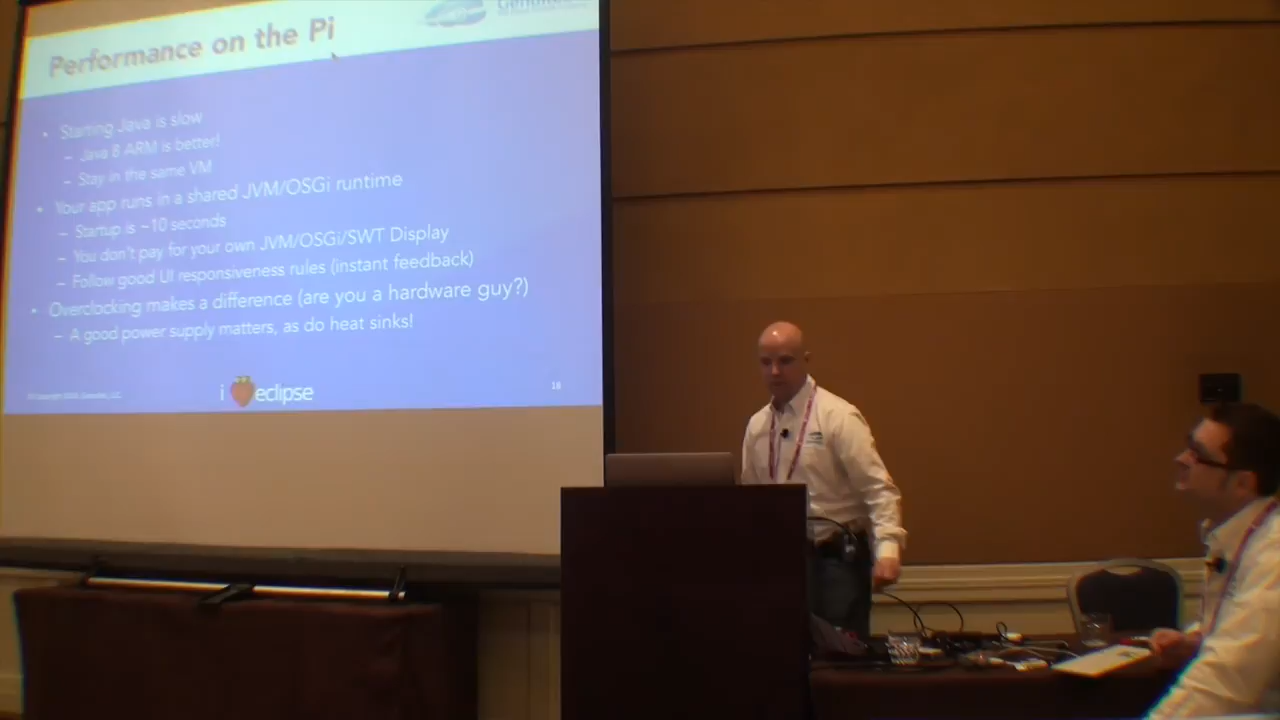 Performance on the Pi
• Starting Java is slow
– Java 8 ARM is better!
– Stay in the same VM
• Your app runs in a shared JVM/OSGi runtime
– Startup is ~10 seconds
– You don't pay for your own JVM/OSGi/SWT Display
– Follow good UI responsiveness rules (instant feedback)
• Overclocking makes a difference (are you a hardware guy?)
– A good power supply matters, as do heat sinks!
i eclipse